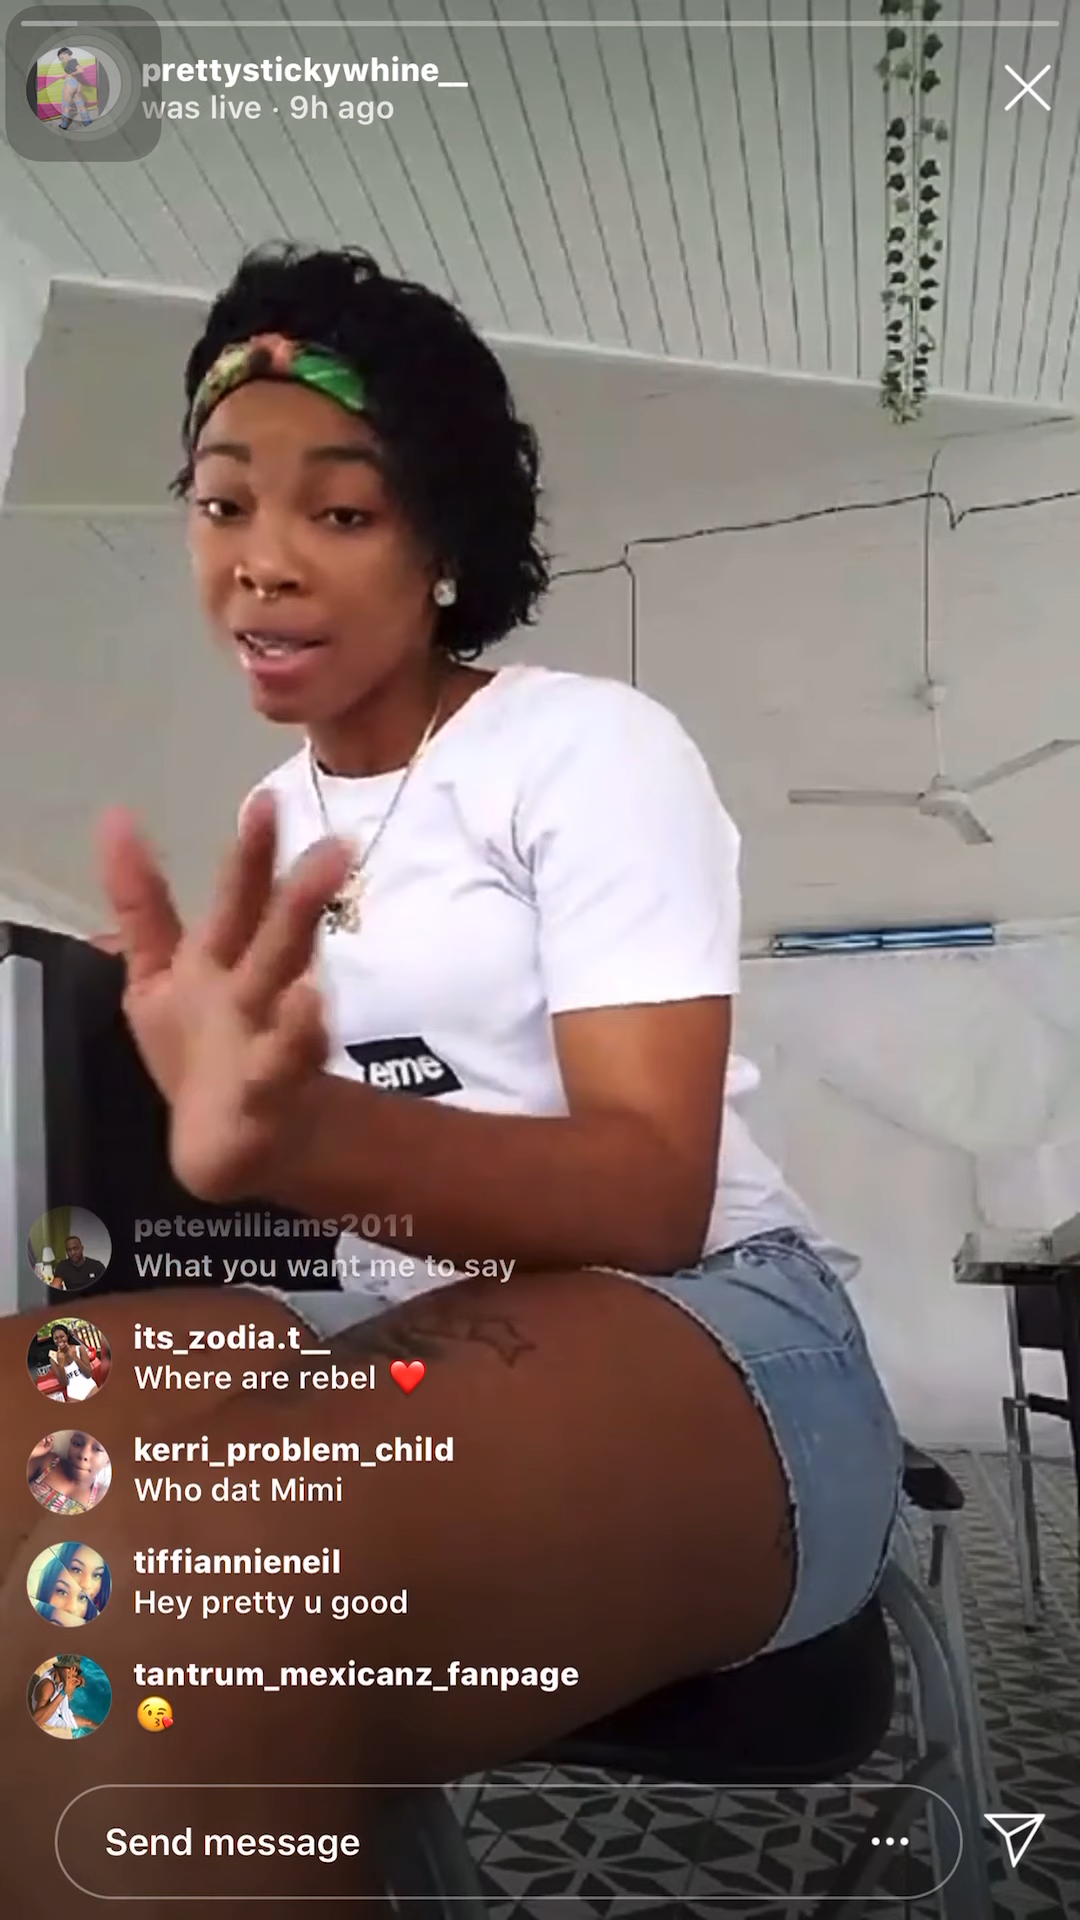 prettystickywhine__
was live · 9h ago
eme
petewilliams2011
What you want me to say
its_zodia.t__
Where are rebel ❤️
kerri_problem_child
Who dat Mimi
tiffiannieneil
Hey pretty u good
tantrum_mexicanz_fanpage
😘
Send message